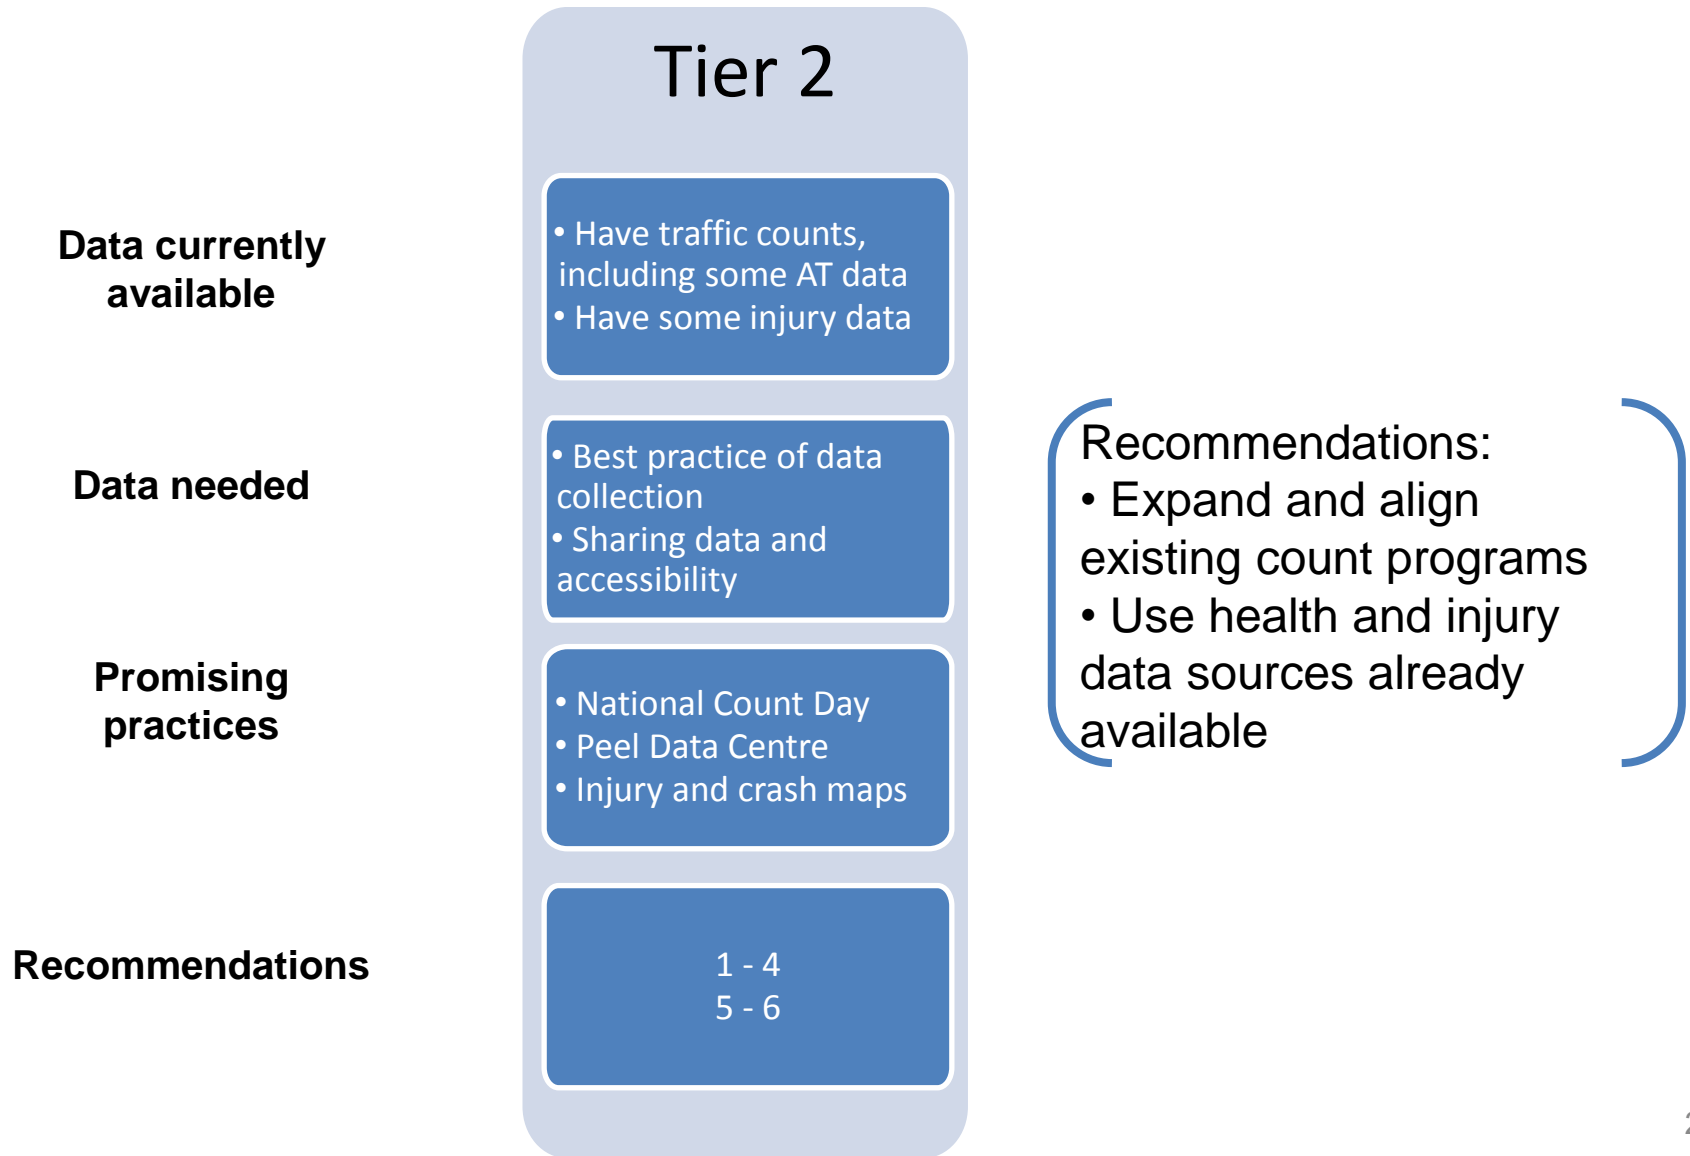 Tier 2
Data currently
available
• Have traffic counts,
including some AT data
• Have some injury data
Data needed
• Best practice of data
collection
• Sharing data and
accessibility
Promising
practices
• National Count Day
• Peel Data Centre
• Injury and crash maps
Recommendations
1 - 4
5 - 6
Recommendations:
• Expand and align
existing count programs
• Use health and injury
data sources already
available